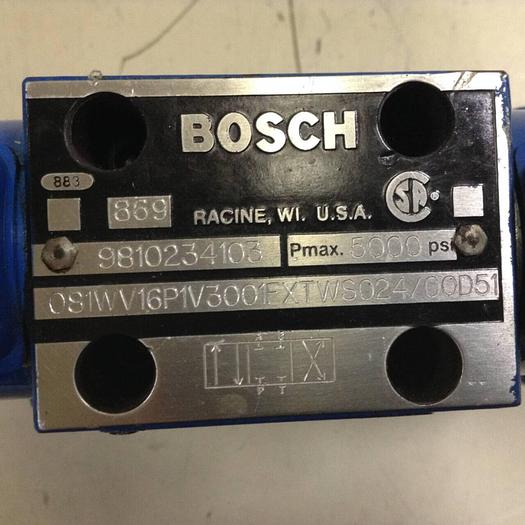 BOSCH
883
869
RACINE, WI. U.S.A.
9810234103 Pmax. 5000 psi
081WV16P1V3001FXTWS024/00D51